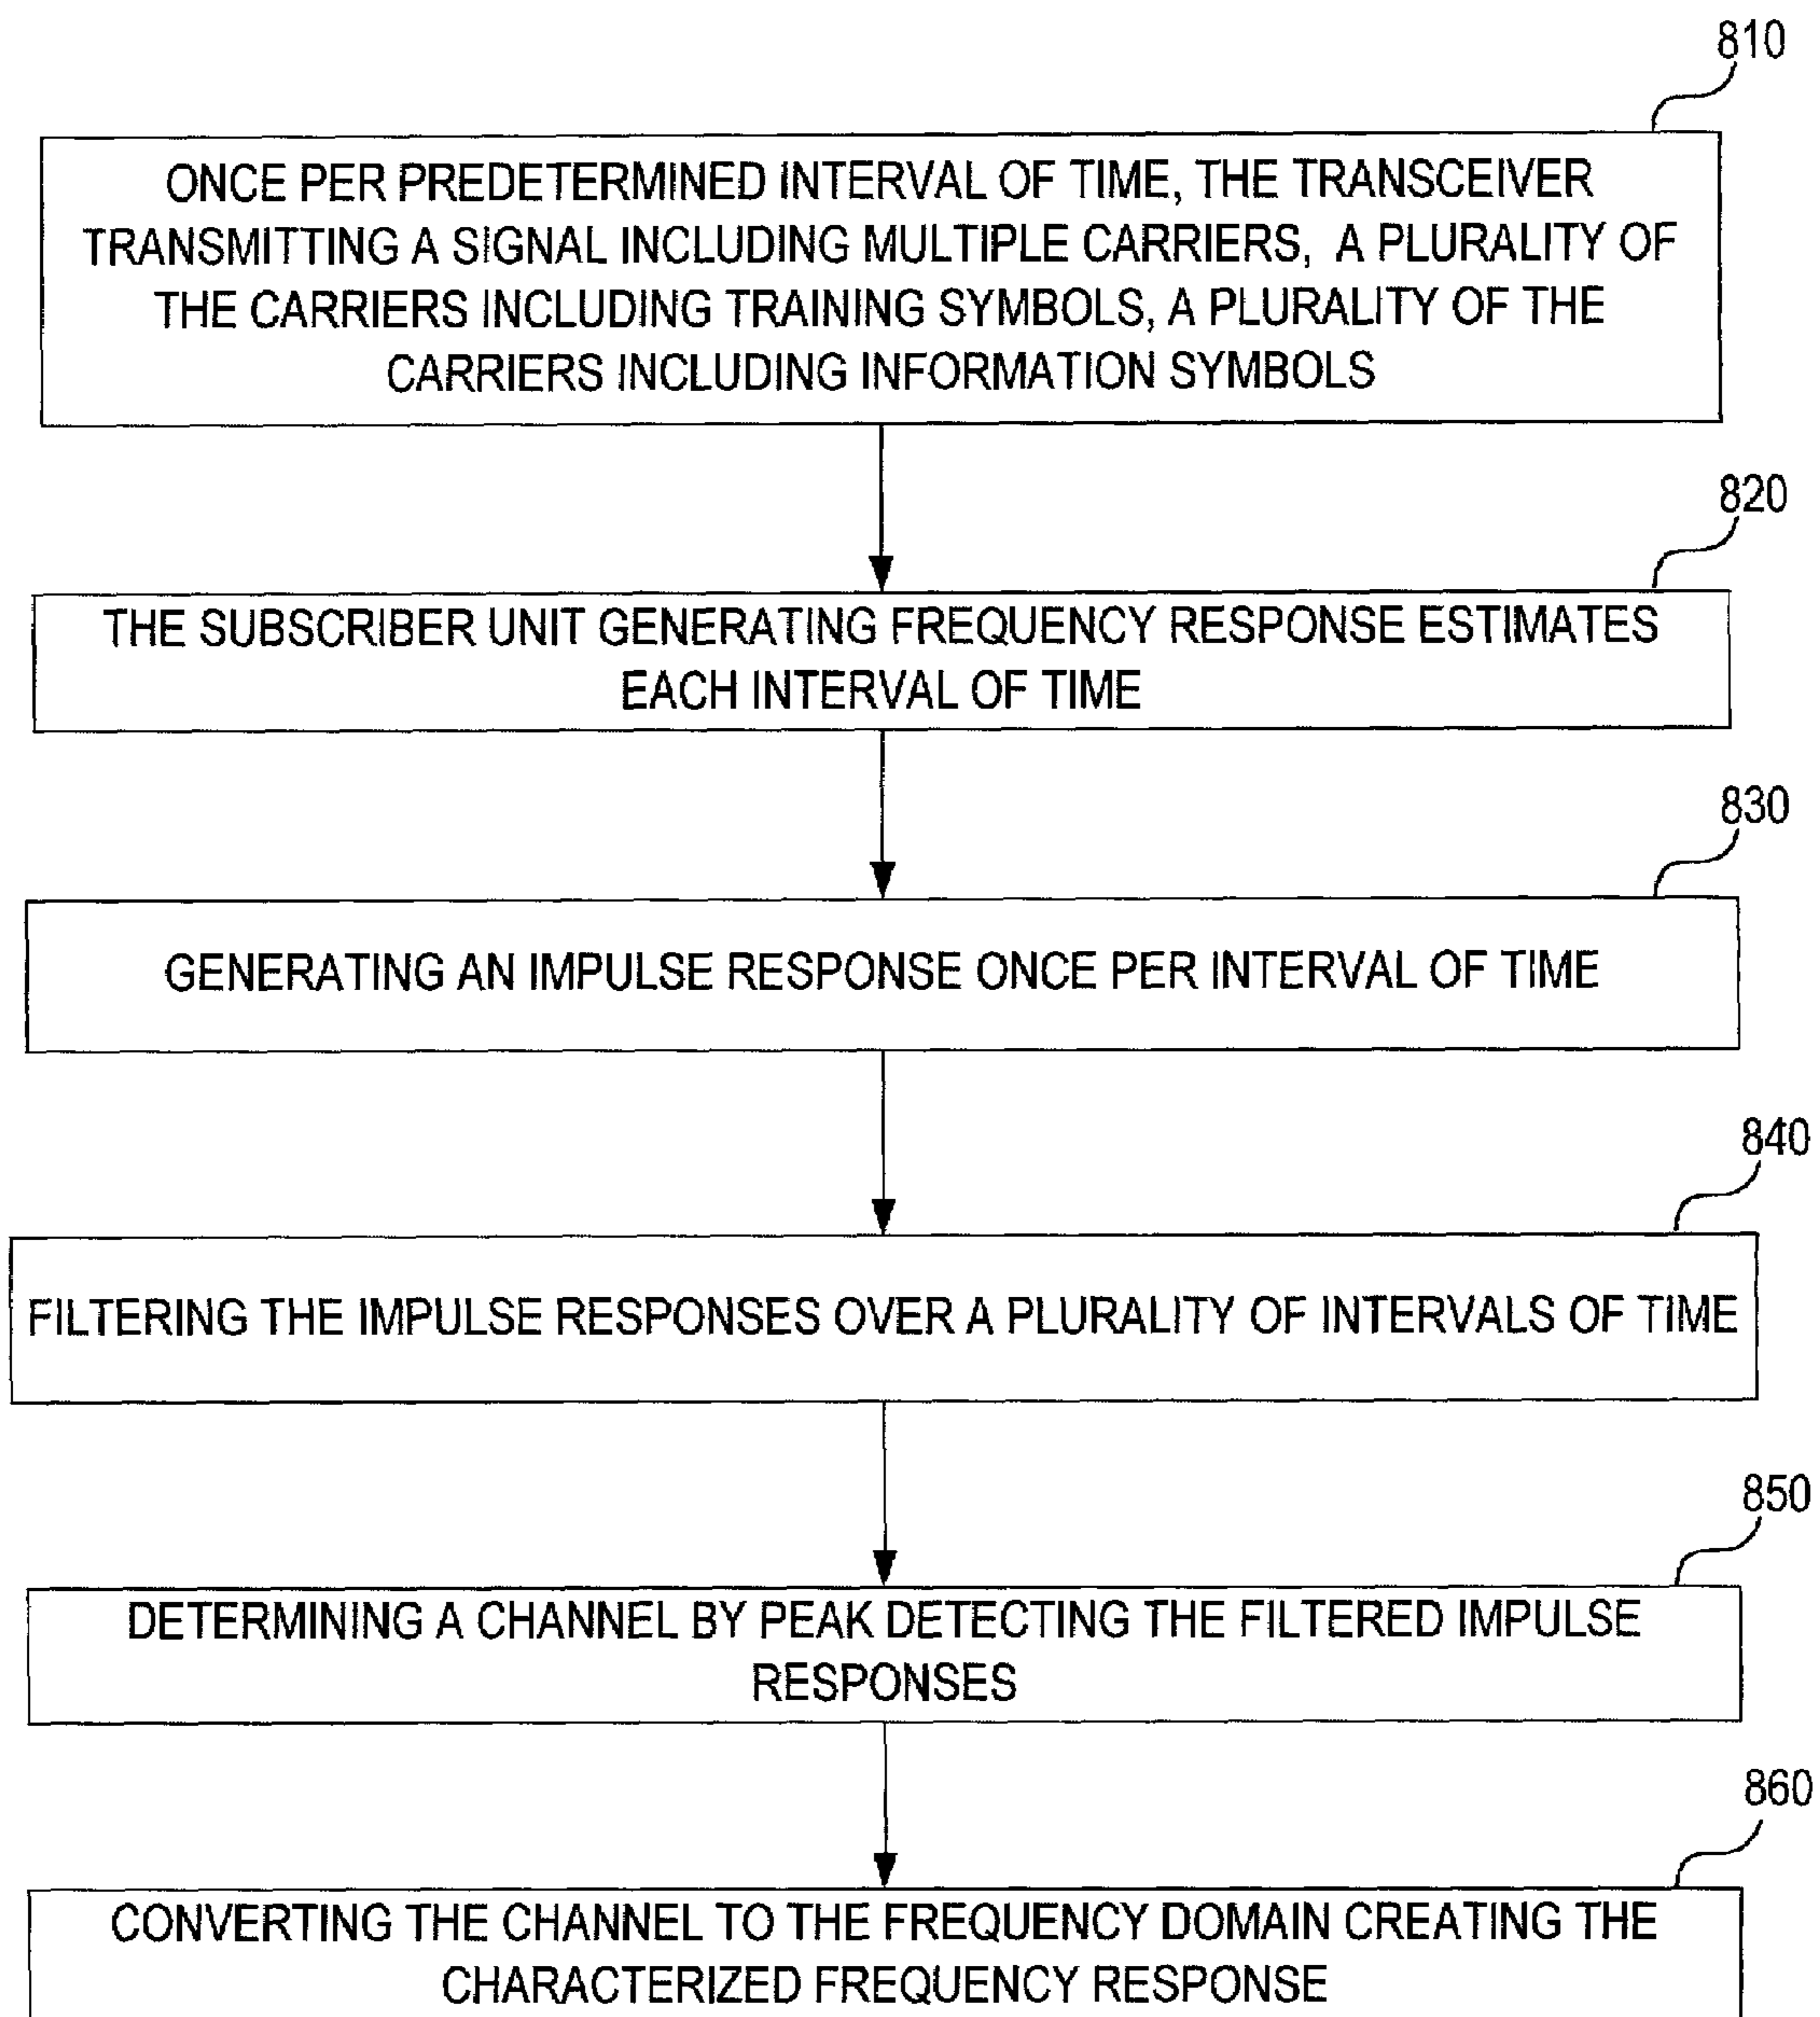 810
ONCE PER PREDETERMINED INTERVAL OF TIME, THE TRANSCEIVER
TRANSMITTING A SIGNAL INCLUDING MULTIPLE CARRIERS, A PLURALITY OF
THE CARRIERS INCLUDING TRAINING SYMBOLS, A PLURALITY OF THE
CARRIERS INCLUDING INFORMATION SYMBOLS
820
THE SUBSCRIBER UNIT GENERATING FREQUENCY RESPONSE ESTIMATES
EACH INTERVAL OF TIME
830
GENERATING AN IMPULSE RESPONSE ONCE PER INTERVAL OF TIME
840
FILTERING THE IMPULSE RESPONSES OVER A PLURALITY OF INTERVALS OF TIME
850
DETERMINING A CHANNEL BY PEAK DETECTING THE FILTERED IMPULSE
RESPONSES
860
CONVERTING THE CHANNEL TO THE FREQUENCY DOMAIN CREATING THE
CHARACTERIZED FREQUENCY RESPONSE